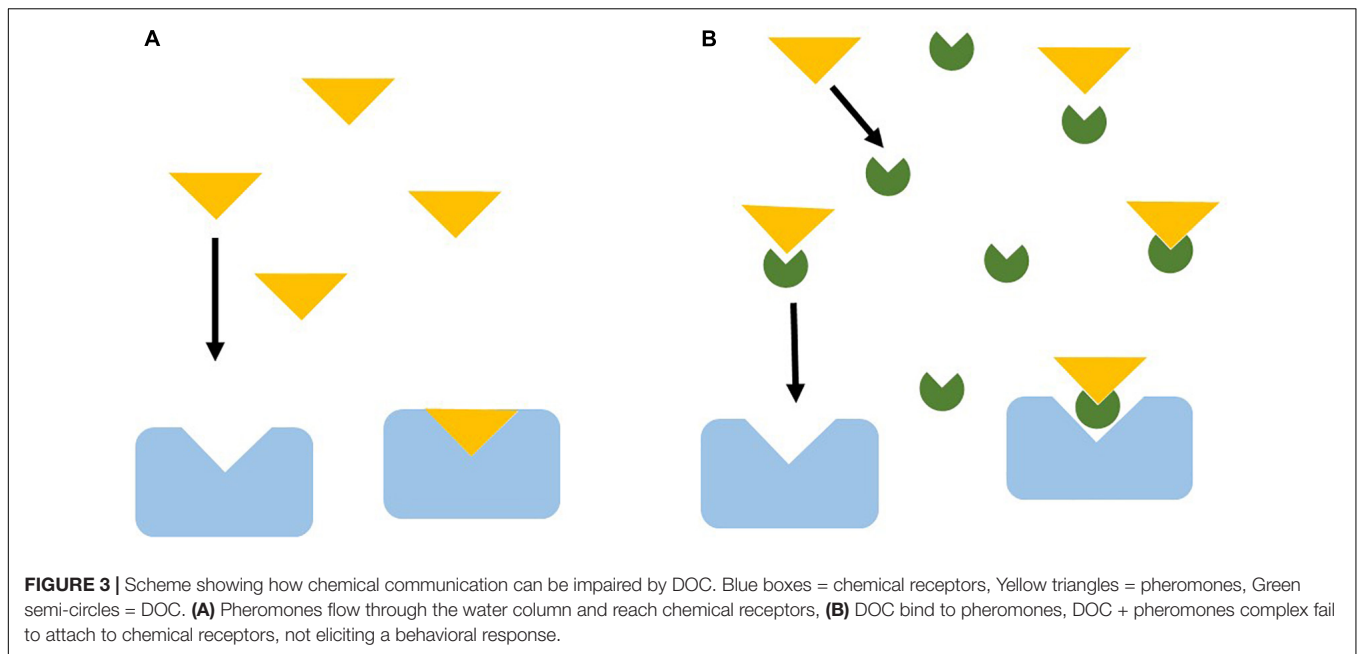 A
B
FIGURE 3 | Scheme showing how chemical communication can be impaired by DOC. Blue boxes = chemical receptors, Yellow triangles = pheromones, Green
semi-circles = DOC. (A) Pheromones flow through the water column and reach chemical receptors, (B) DOC bind to pheromones, DOC + pheromones complex fail
to attach to chemical receptors, not eliciting a behavioral response.